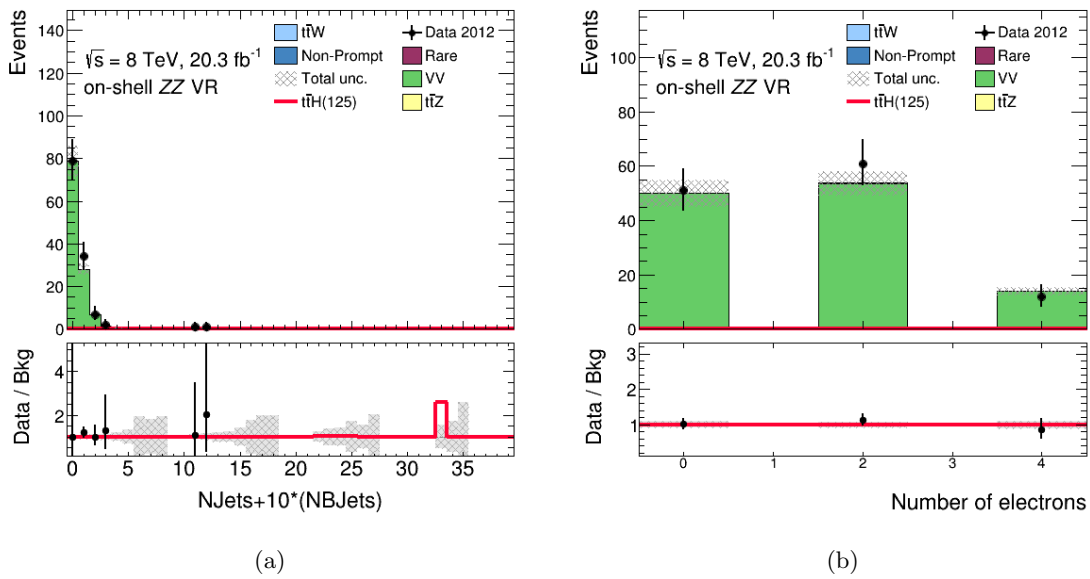 Events
140
120
100
80
60
40
20
0
√s = 8 TeV, 20.3 fb⁻¹
on-shell ZZ VR
tt̄W
Non-Prompt
Total unc.
tt̄H(125)
Data 2012
Rare
VV
tt̄Z
Data / Bkg
4
2
0 5 10 15 20 25 30 35
NJets+10*(NBJets)
(a)
Events
100
80
60
40
20
0
√s = 8 TeV, 20.3 fb⁻¹
on-shell ZZ VR
tt̄W
Non-Prompt
Total unc.
tt̄H(125)
Data 2012
Rare
VV
tt̄Z
Data / Bkg
3
2
1
0 1 2 3 4
Number of electrons
(b)